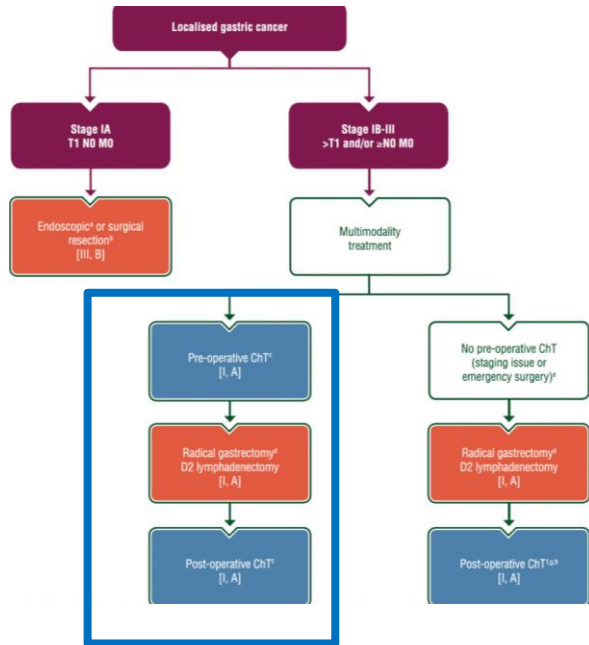 Localised gastric cancer
Stage IA
T1 N0 M0
Stage IB-III
>T1 and/or ≥N0 M0
Endoscopicᵃ or surgical
resectionᵇ
[III, B]
Multimodality
treatment
Pre-operative ChTᶜ
[I, A]
No pre-operative ChT
(staging issue or
emergency surgery)ᵉ
Radical gastrectomyᵈ
D2 lymphadenectomy
[I, A]
Radical gastrectomyᵈ
D2 lymphadenectomy
[I, A]
Post-operative ChTᶜ
[I, A]
Post-operative ChTᶠ,ᵍ,ʰ
[I, A]